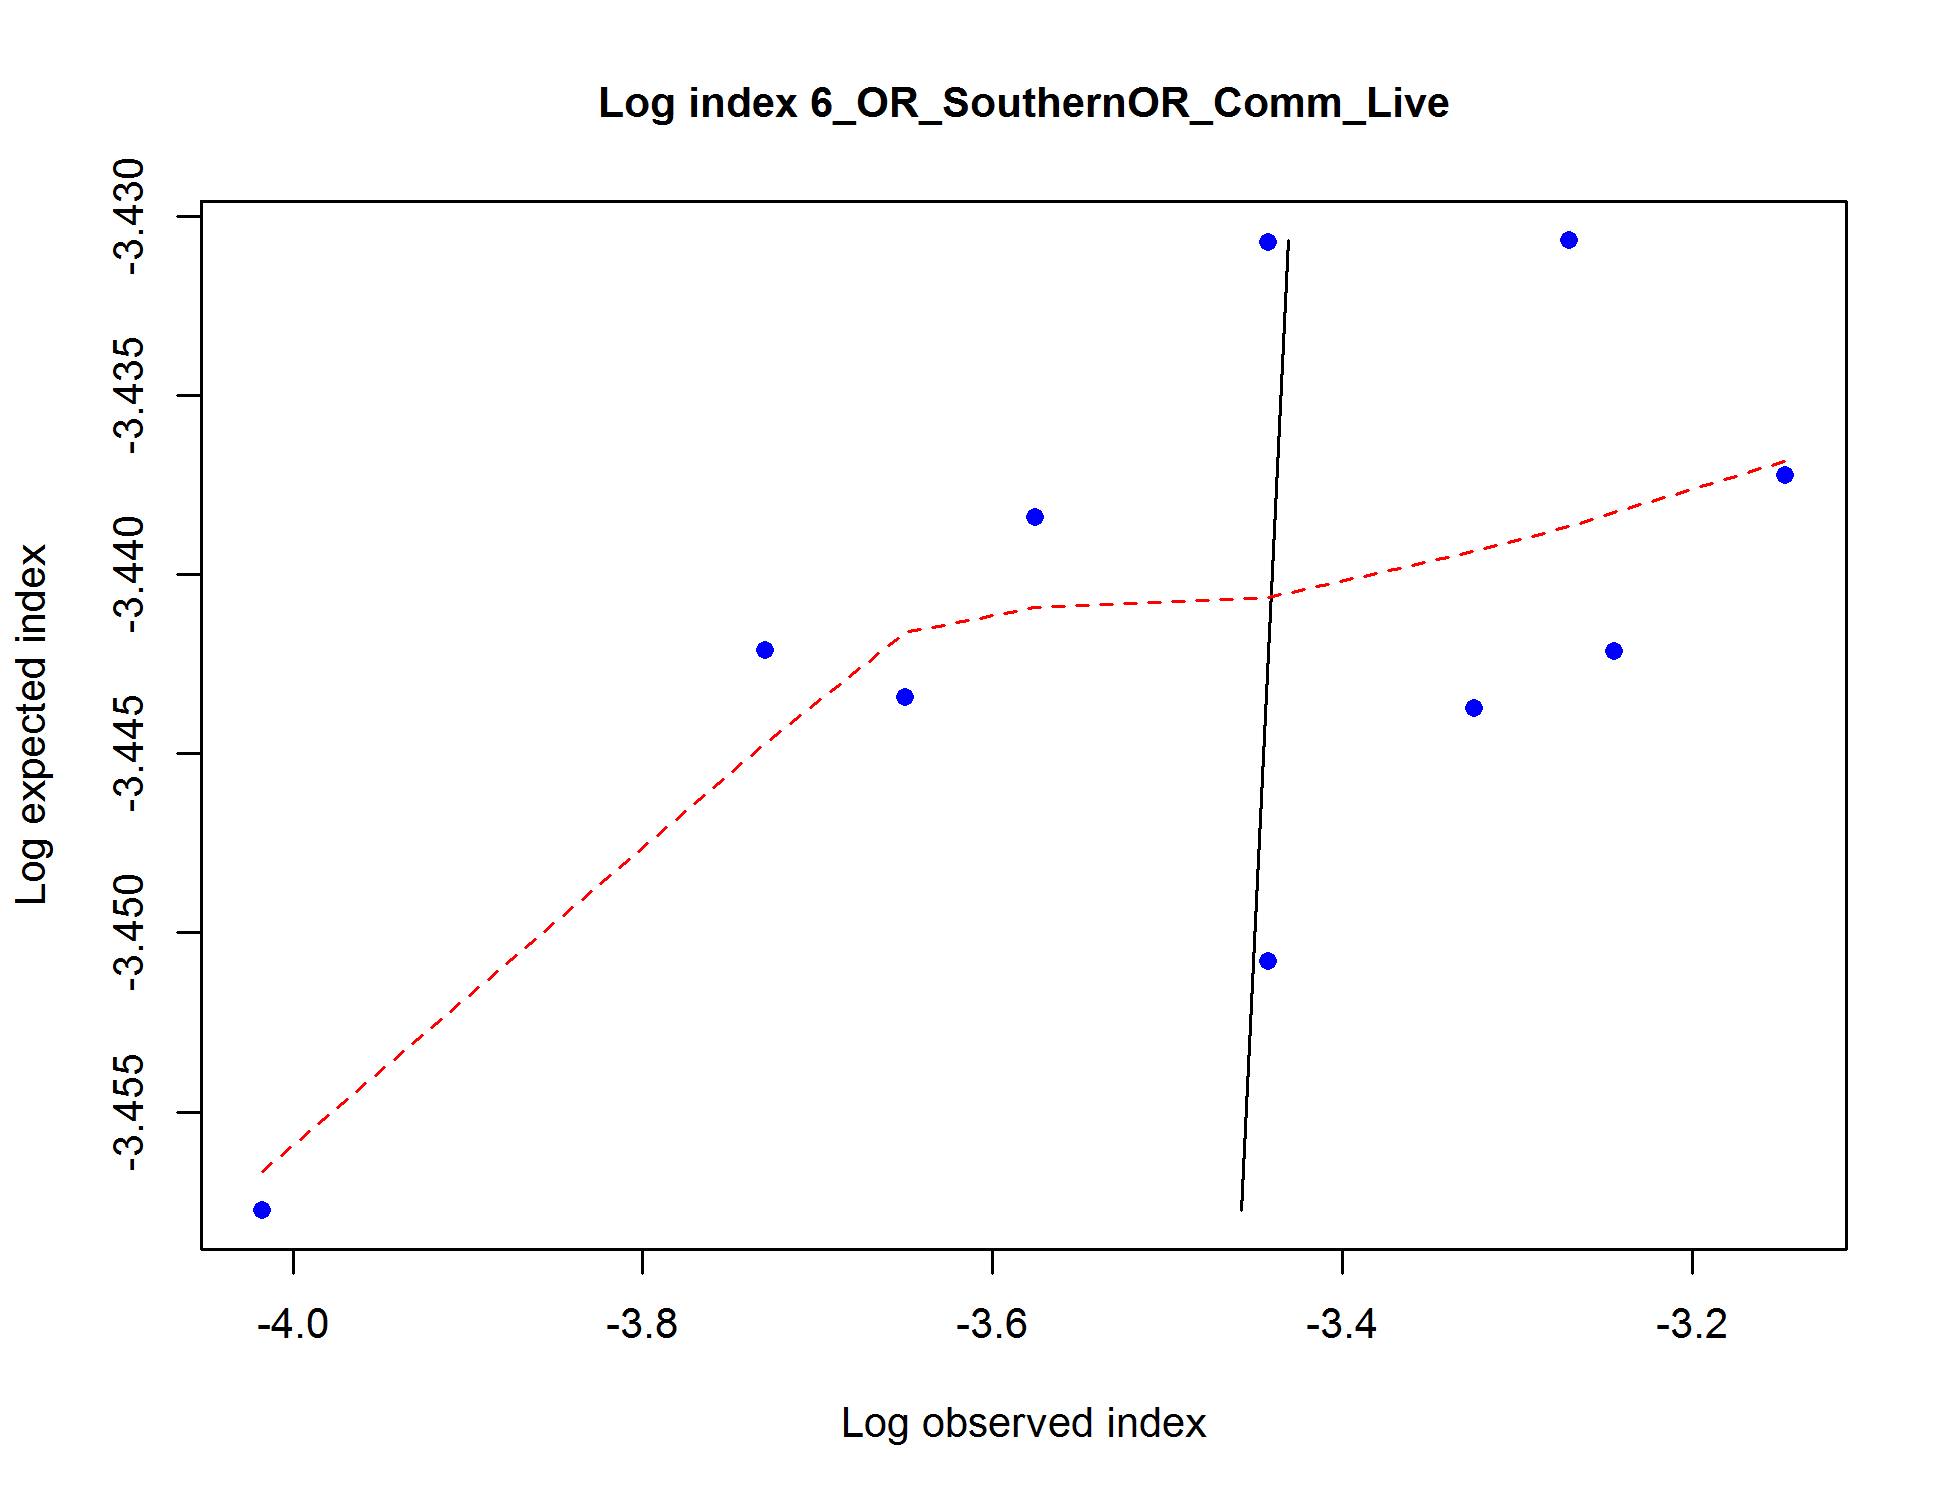 Log index 6_OR_SouthernOR_Comm_Live
Log expected index
-3.430
-3.435
-3.440
-3.445
-3.450
-3.455
-4.0 -3.8 -3.6 -3.4 -3.2
Log observed index